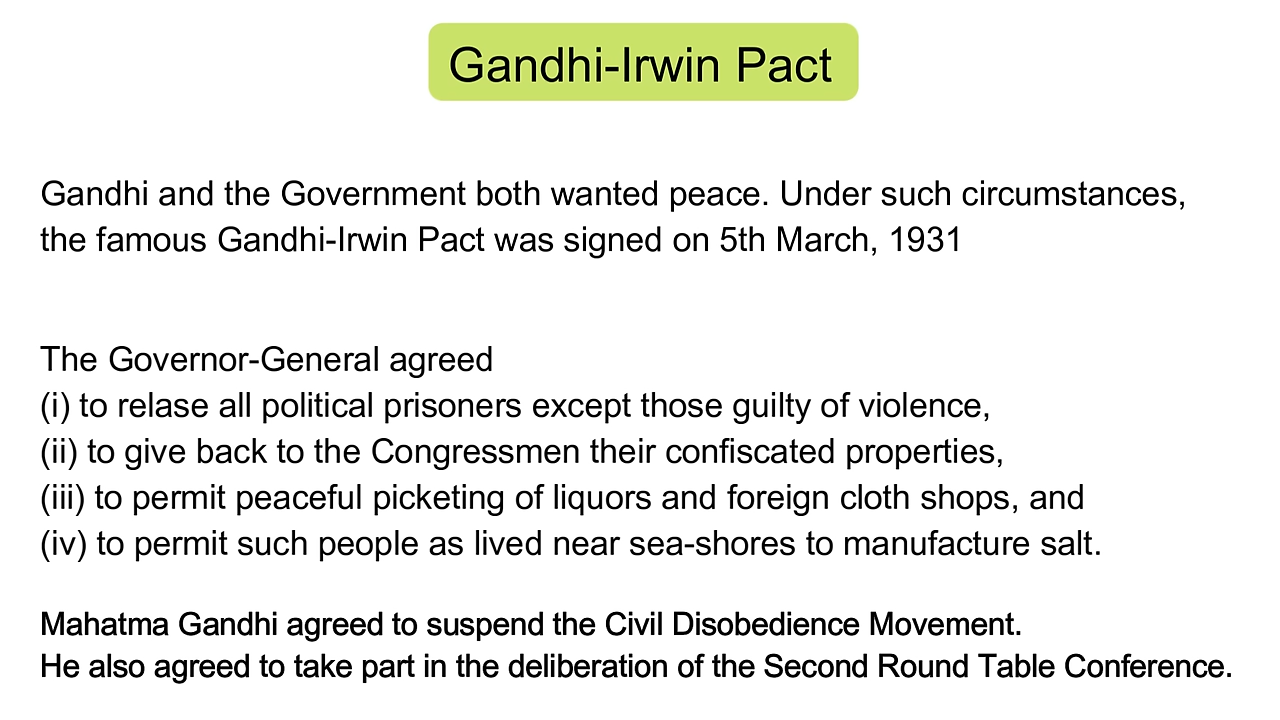 Gandhi-Irwin Pact
Gandhi and the Government both wanted peace. Under such circumstances,
the famous Gandhi-Irwin Pact was signed on 5th March, 1931
The Governor-General agreed
(i) to relase all political prisoners except those guilty of violence,
(ii) to give back to the Congressmen their confiscated properties,
(iii) to permit peaceful picketing of liquors and foreign cloth shops, and
(iv) to permit such people as lived near sea-shores to manufacture salt.
Mahatma Gandhi agreed to suspend the Civil Disobedience Movement.
He also agreed to take part in the deliberation of the Second Round Table Conference.